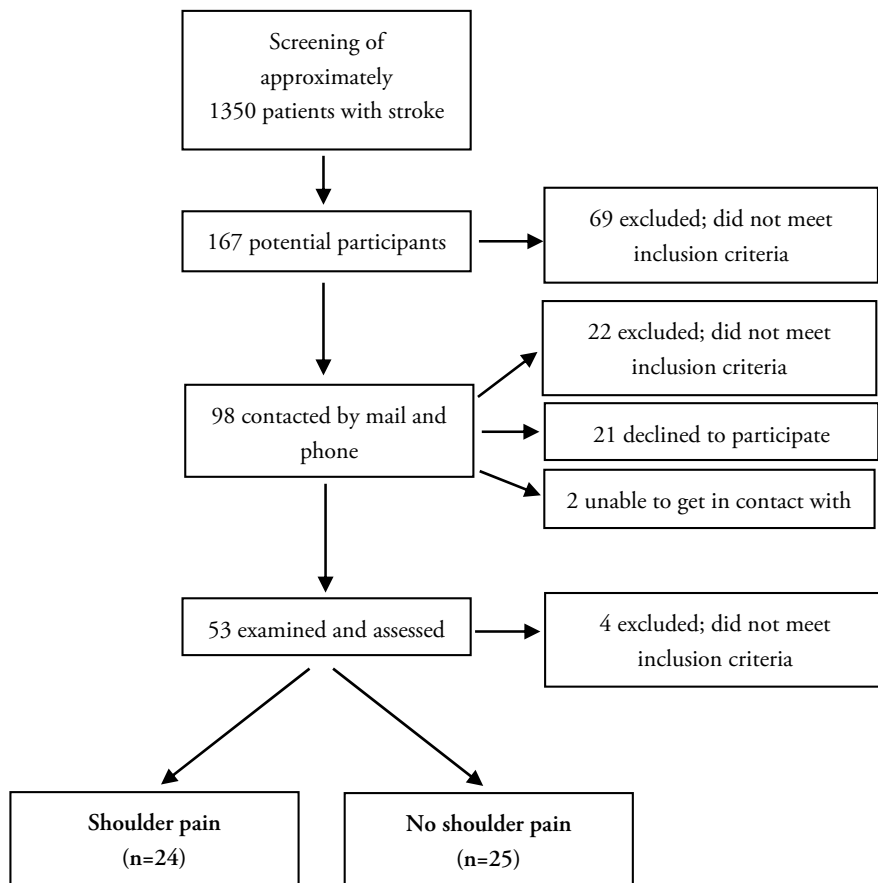 Screening of
approximately
1350 patients with stroke
167 potential participants
69 excluded; did not meet
inclusion criteria
22 excluded; did not meet
inclusion criteria
98 contacted by mail and
phone
21 declined to participate
2 unable to get in contact with
53 examined and assessed
4 excluded; did not meet
inclusion criteria
Shoulder pain
(n=24)
No shoulder pain
(n=25)